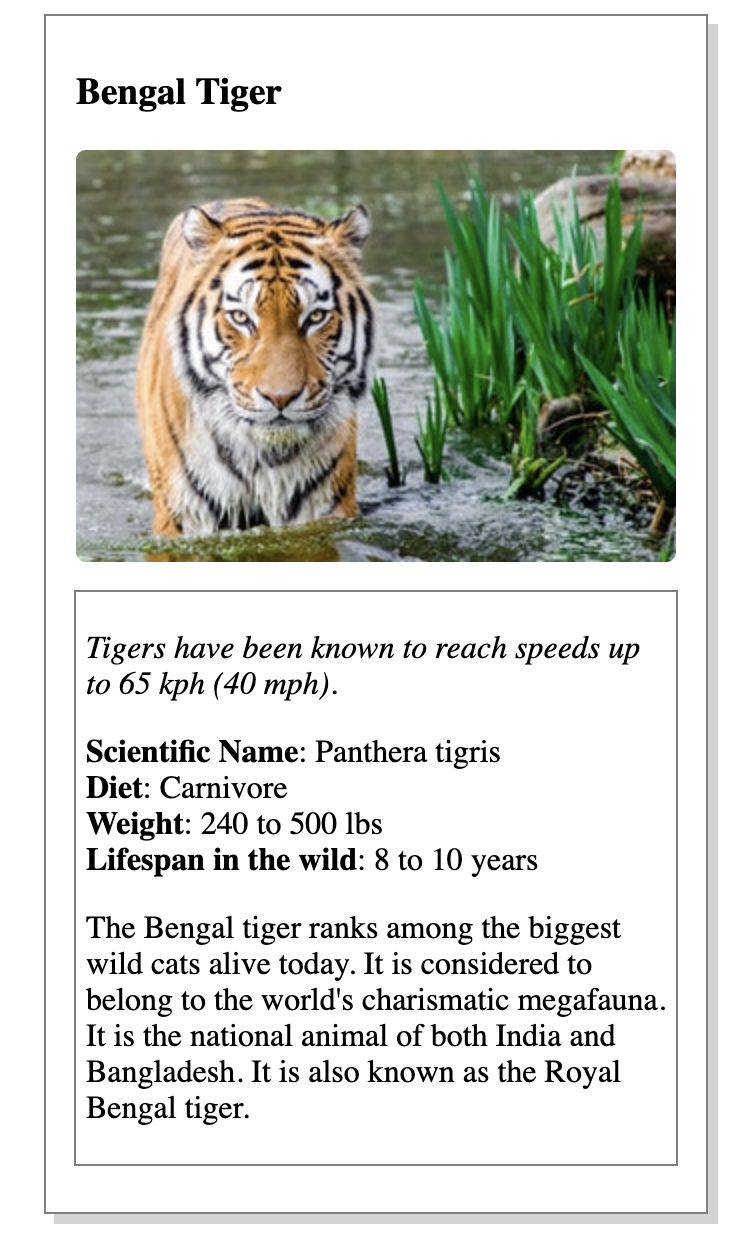 Bengal Tiger
Tigers have been known to reach speeds up
to 65 kph (40 mph).
Scientific Name: Panthera tigris
Diet: Carnivore
Weight: 240 to 500 lbs
Lifespan in the wild: 8 to 10 years
The Bengal tiger ranks among the biggest
wild cats alive today. It is considered to
belong to the world's charismatic megafauna.
It is the national animal of both India and
Bangladesh. It is also known as the Royal
Bengal tiger.